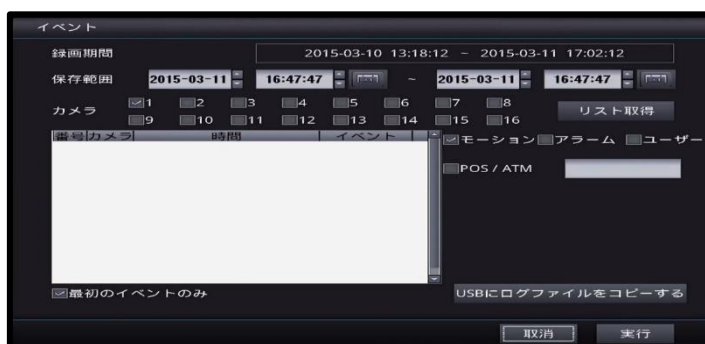 イベント
録画期間 2015-03-10 13:18:12 ~ 2015-03-11 17:02:12
保存範囲 2015-03-11 16:47:47 ~ 2015-03-11 16:47:47
カメラ 1 2 3 4 5 6 7 8
9 10 11 12 13 14 15 16
リスト取得
番号 カメラ 時間 イベント
モーション アラーム ユーザー
POS / ATM
最初のイベントのみ
USBにログファイルをコピーする
取消 実行